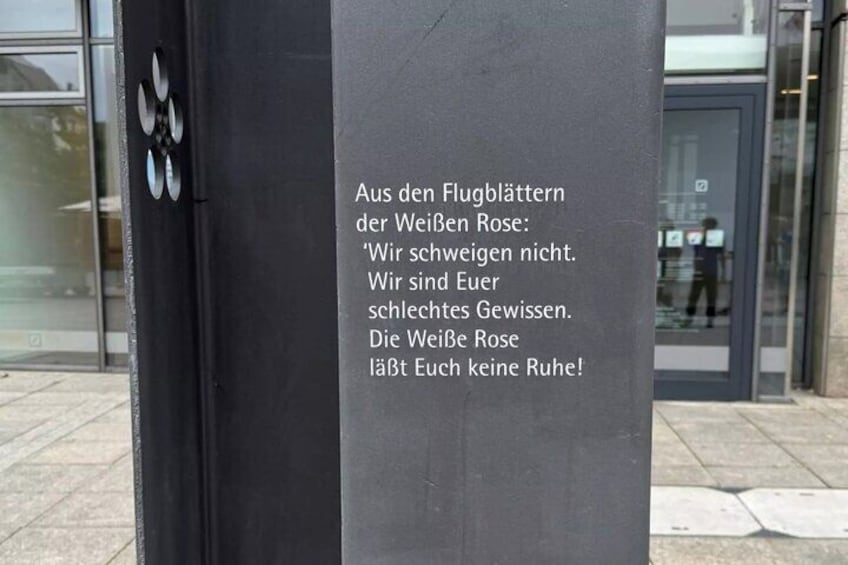 Aus den Flugblättern
der Weißen Rose:
'Wir schweigen nicht.
Wir sind Euer
schlechtes Gewissen.
Die Weiße Rose
läßt Euch keine Ruhe!